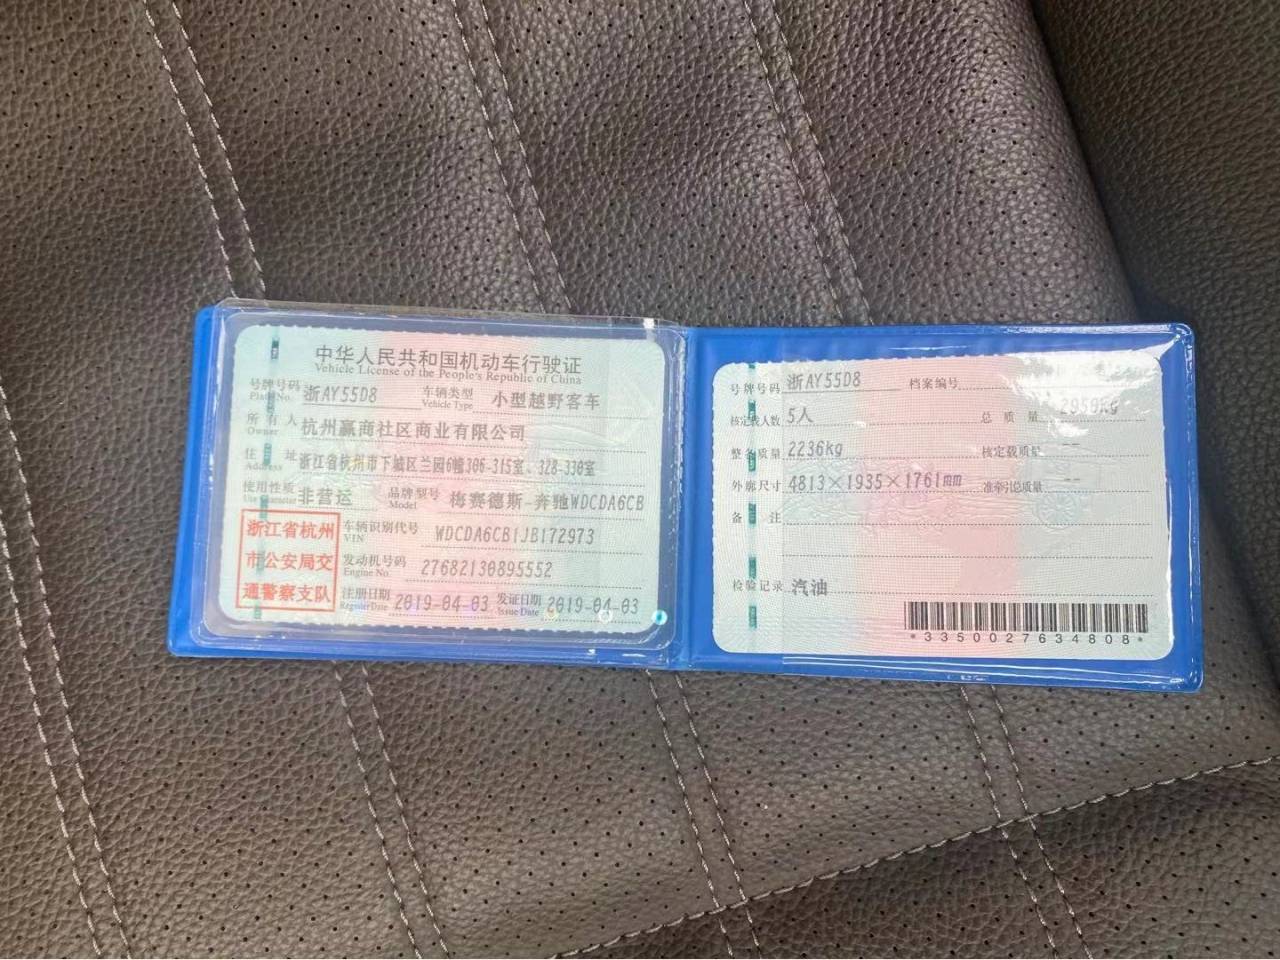 中华人民共和国机动车行驶证
Vehicle License of the People's Republic of China
号牌号码 浙AY55D8 车辆类型 小型越野客车
Plate No. Vehicle Type
所有人 杭州赢商社区商业有限公司
Owner
住址 浙江省杭州市下城区兰园6幢306-315室、328-330室
Address
使用性质 非营运 品牌型号 梅赛德斯-奔驰WDCDA6CB
Use Character Model
浙江省杭州
市公安局交
通警察支队
车辆识别代号 WDCDA6CB1JB172973
VIN
发动机号码 27682130895552
Engine No.
注册日期 2019-04-03 发证日期 2019-04-03
Register Date Issue Date
号牌号码 浙AY55D8 档案编号
核定载人数 5人 总质量 2959kg
整备质量 2236kg 核定载质量 --
外廓尺寸 4813×1935×1761mm 准牵引总质量 --
备注
检验记录 汽油
*3350027634808*